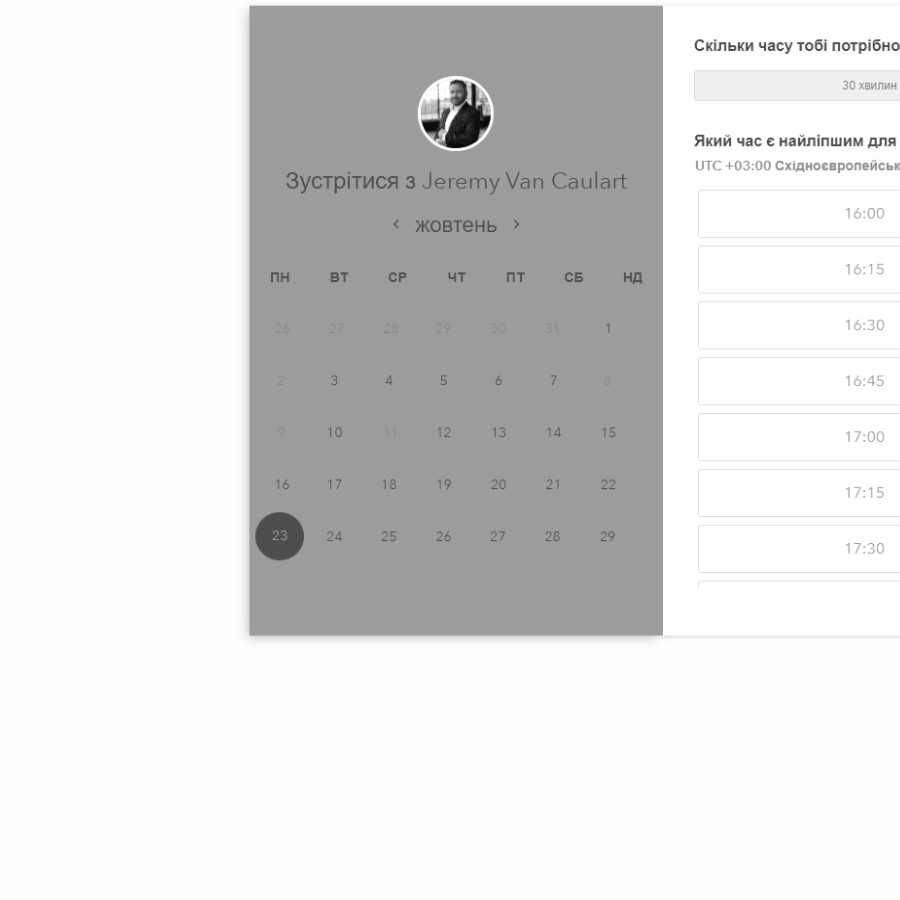 Зустрітися з Jeremy Van Caulart
жовтень
ПН ВТ СР ЧТ ПТ СБ НД
26 27 28 29 30 31 1
2 3 4 5 6 7 8
9 10 11 12 13 14 15
16 17 18 19 20 21 22
23 24 25 26 27 28 29
Скільки часу тобі потрібно
30 хвилин
Який час є найліпшим для
UTC +03:00 Східноєвропейськ
16:00
16:15
16:30
16:45
17:00
17:15
17:30